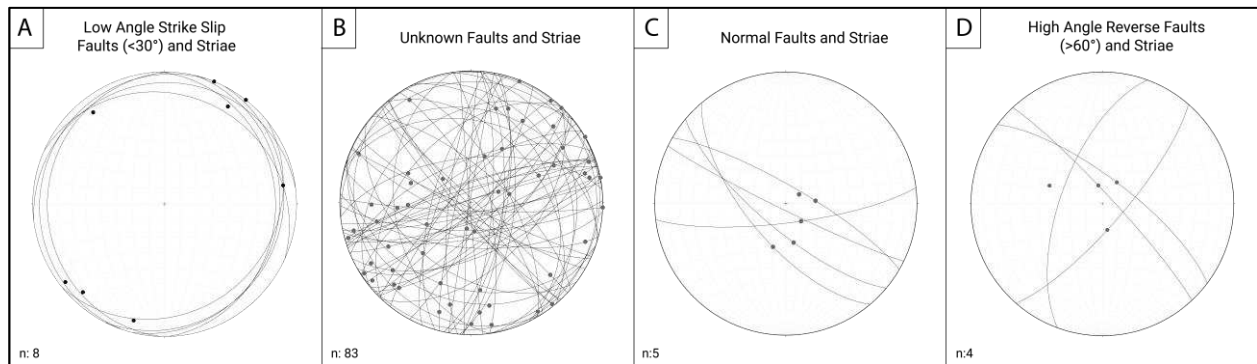 A
Low Angle Strike Slip
Faults (<30°) and Striae
n: 8
B
Unknown Faults and Striae
n: 83
C
Normal Faults and Striae
n:5
D
High Angle Reverse Faults
(>60°) and Striae
n:4